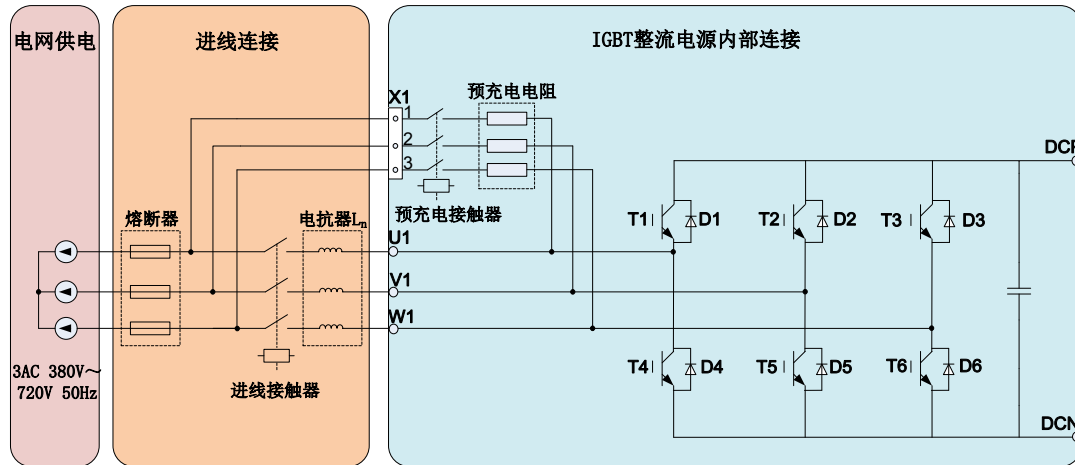 电网供电
进线连接
IGBT整流电源内部连接
预充电电阻
X1
1
2
3
DCP
预充电接触器
熔断器
电抗器Ln
U1
V1
W1
T1
D1
T2
D2
T3
D3
T4
D4
T5
D5
T6
D6
3AC 380V～
720V 50Hz
进线接触器
DCN